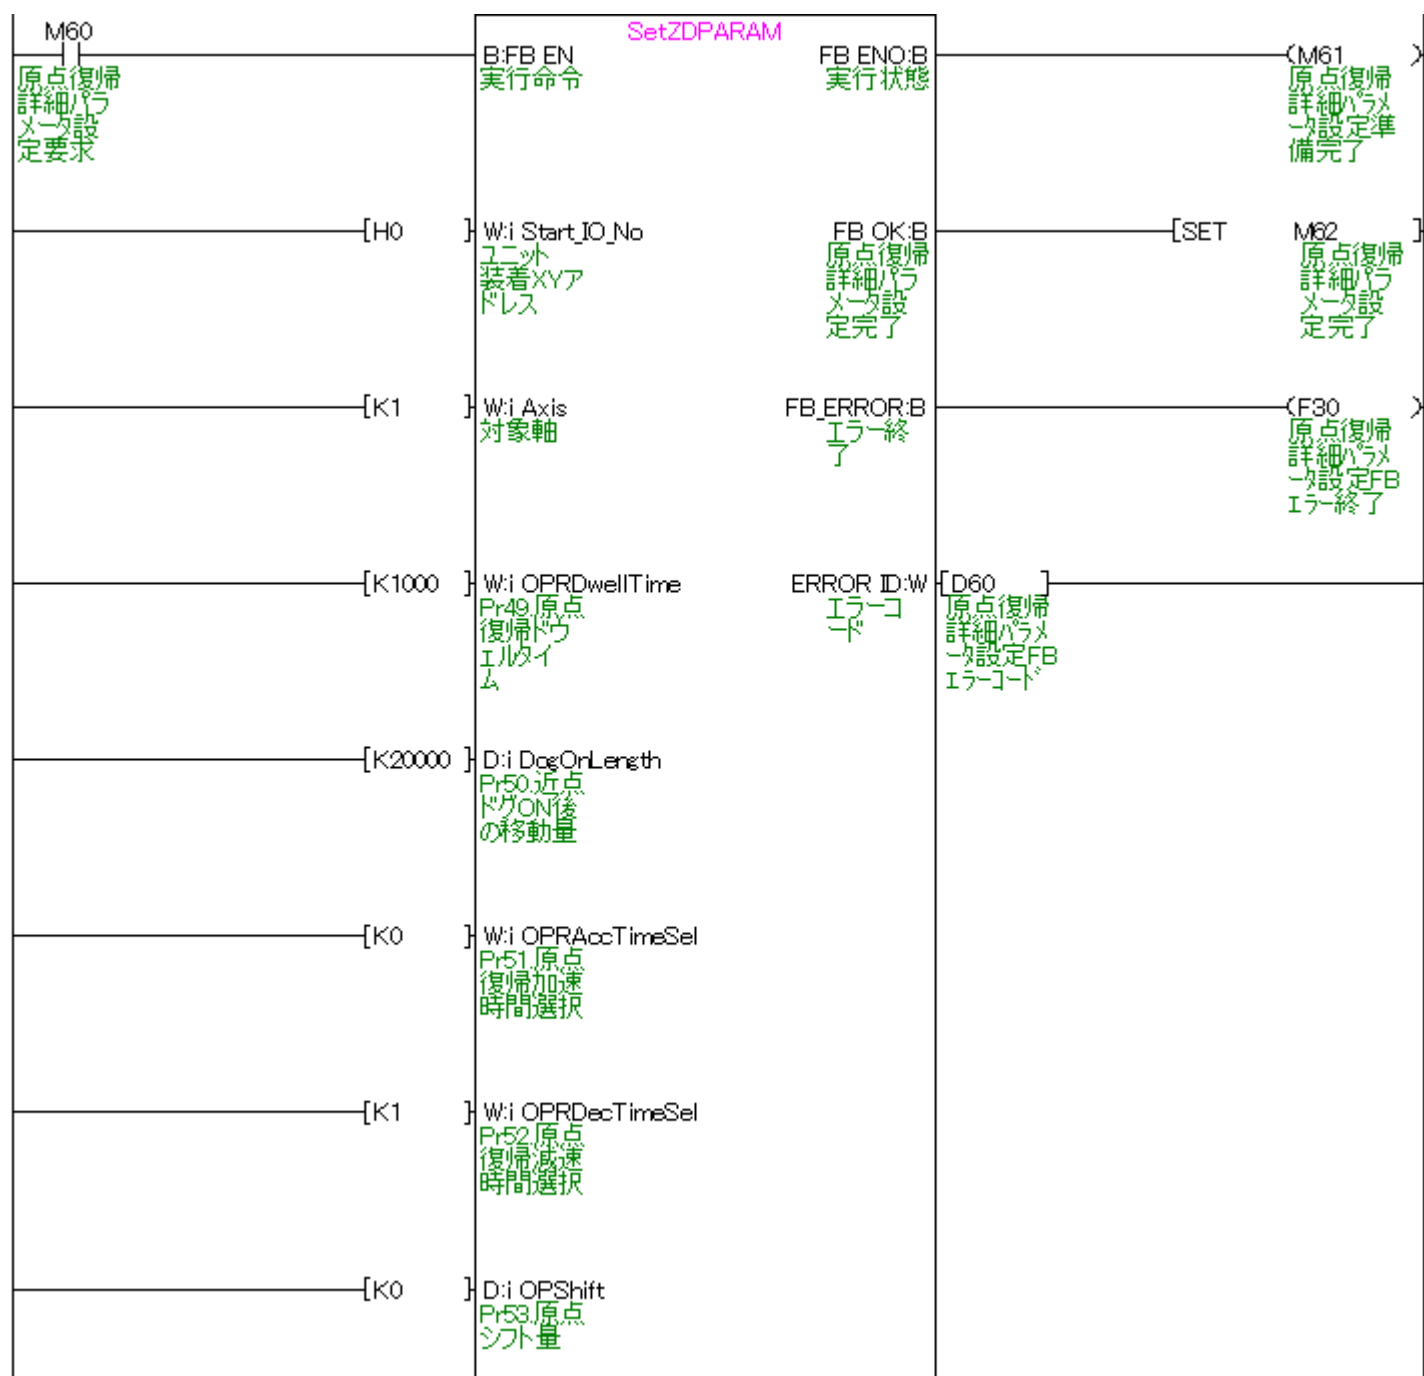 M60
SetZDPARAM
B:FB EN
FB ENO:B
(M61 )
原点復帰
詳細パラ
メータ設
定要求
実行命令
実行状態
原点復帰
詳細ﾊﾟﾗﾒ
ｰﾀ設定準
備完了
[H0 ]
W:i Start_IO_No
FB OK:B
[SET M62 ]
ユニット
装着XYア
ドレス
原点復帰
詳細パラ
メータ設
定完了
原点復帰
詳細パラ
メータ設
定完了
[K1 ]
W:i Axis
FB_ERROR:B
(F30 )
対象軸
エラー終
了
原点復帰
詳細ﾊﾟﾗﾒ
ｰﾀ設定FB
ｴﾗｰ終了
[K1000 ]
W:i OPRDwellTime
ERROR ID:W
[D60 ]
Pr49.原点
復帰ドウ
ェルタイ
ム
エラーコ
ード
原点復帰
詳細ﾊﾟﾗﾒ
ｰﾀ設定FB
ｴﾗｰｺｰﾄﾞ
[K20000 ]
D:i DogOnLength
Pr50.近点
ドグON後
の移動量
[K0 ]
W:i OPRAccTimeSel
Pr51.原点
復帰加速
時間選択
[K1 ]
W:i OPRDecTimeSel
Pr52.原点
復帰減速
時間選択
[K0 ]
D:i OPShift
Pr53.原点
シフト量